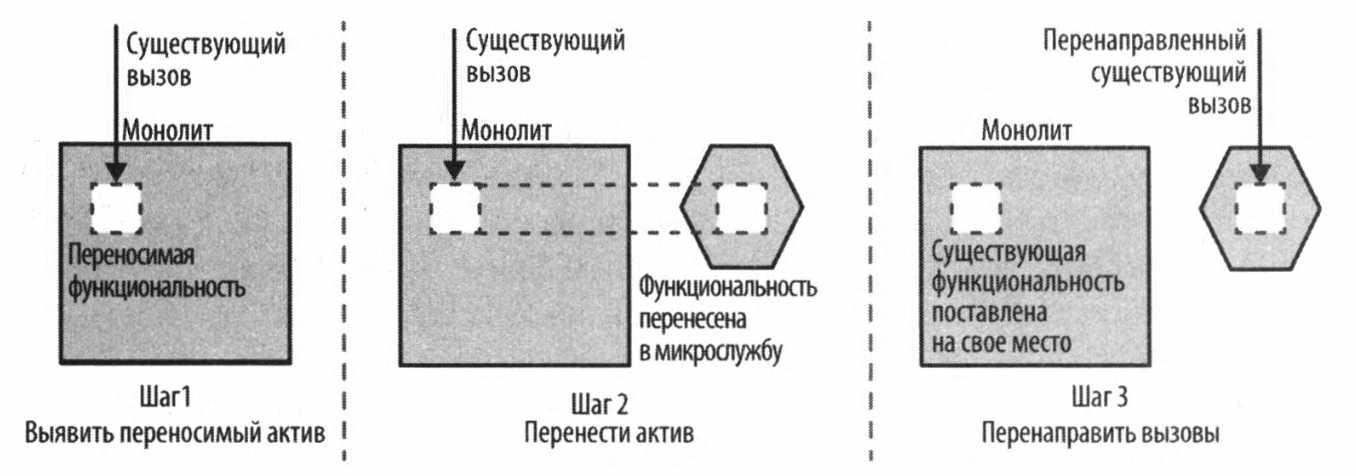 Существующий
вызов
Монолит
Переносимая
функциональность
Шаг1
Выявить переносимый актив
Существующий
вызов
Монолит
Функциональность
перенесена
в микрослужбу
Шаг 2
Перенести актив
Перенаправленный
существующий
вызов
Монолит
Существующая
функциональность
поставлена
на свое место
Шаг 3
Перенаправить вызовы